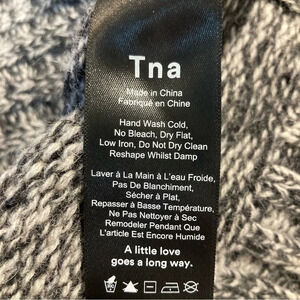 Tna
Made in China
Fabriqué en Chine
Hand Wash Cold,
No Bleach, Dry Flat,
Low Iron, Do Not Dry Clean
Reshape Whilst Damp
Laver à La Main à L'eau Froide,
Pas De Blanchiment,
Sécher à Plat,
Repasser à Basse Température,
Ne Pas Nettoyer à Sec
Remodeler Pendant Que
L'article Est Encore Humide
A little love
goes a long way.